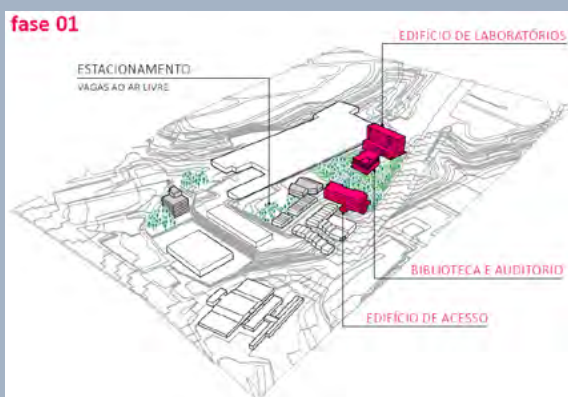 fase 01
EDIFÍCIO DE LABORATÓRIOS
ESTACIONAMENTO
VAGAS AO AR LIVRE
BIBLIOTECA E AUDITÓRIO
EDIFÍCIO DE ACESSO